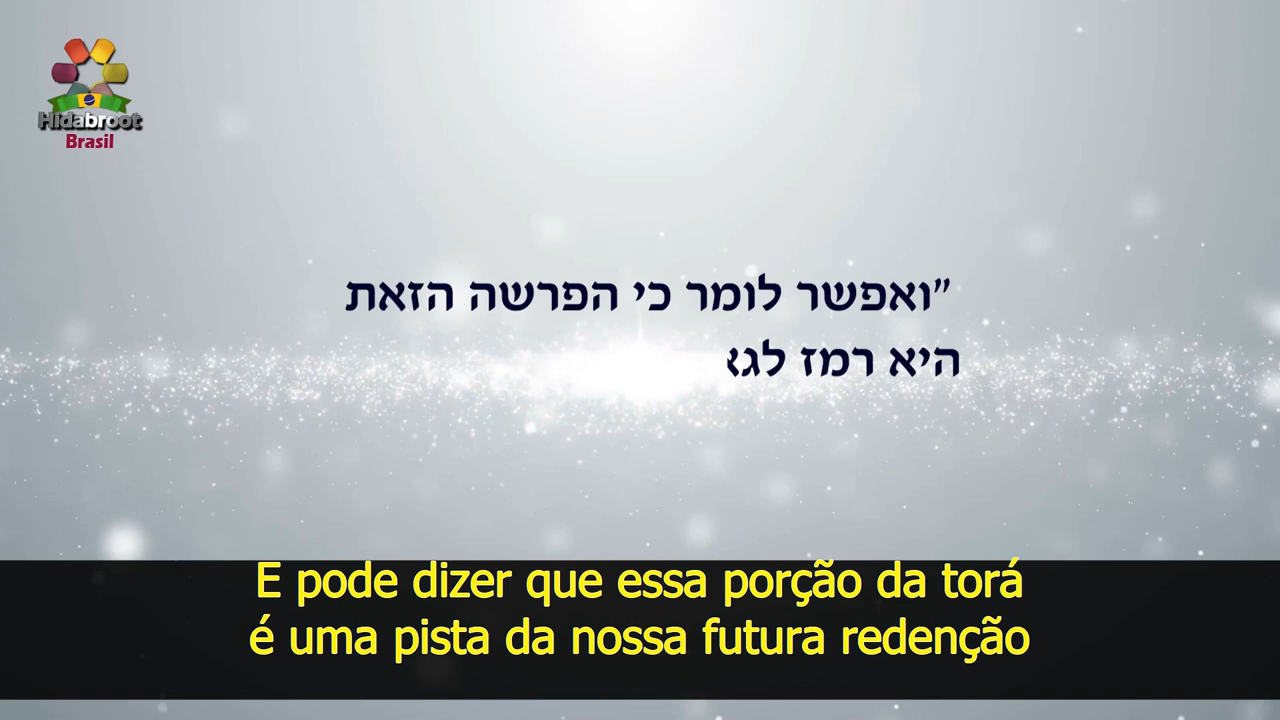 Hidabroot
Brasil
"ואפשר לומר כי הפרשה הזאת
היא רמז
E pode dizer que essa porção da torá
é uma pista da nossa futura redenção